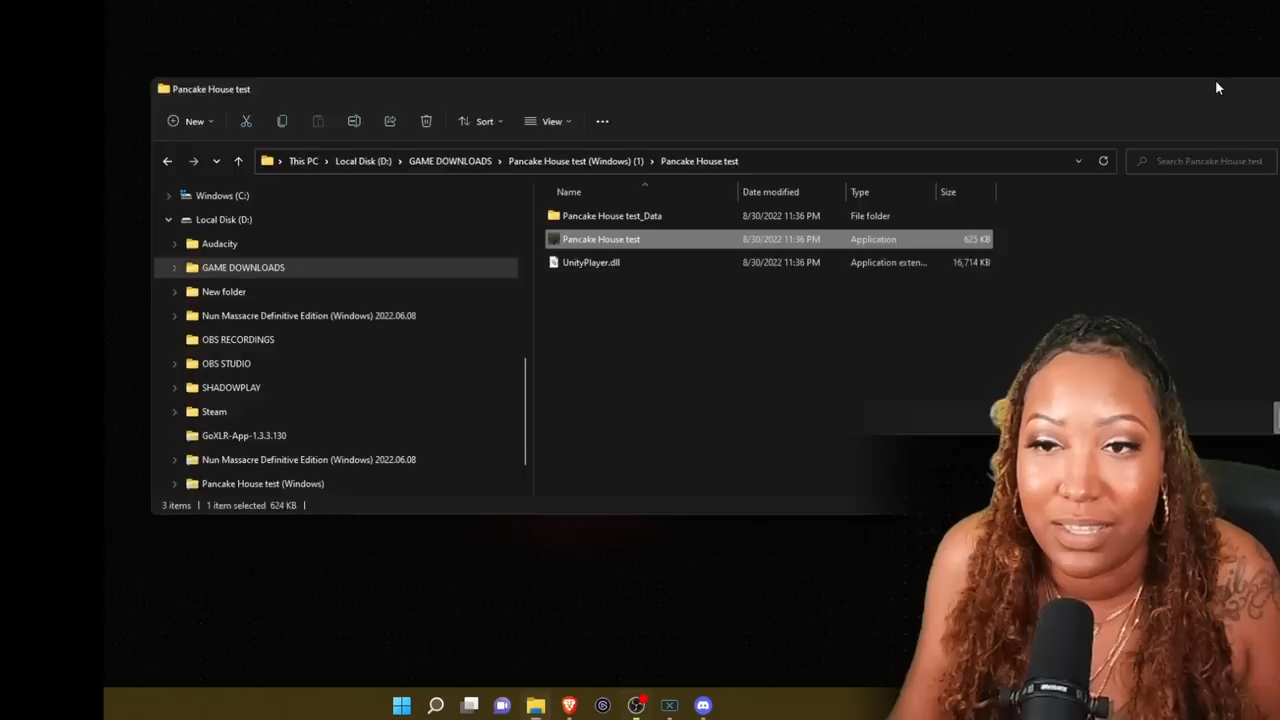 Pancake House test
New
Sort
View
This PC
Local Disk (D:)
GAME DOWNLOADS
Pancake House test (Windows) (1)
Pancake House test
Search Pancake House test
Windows (C:)
Local Disk (D:)
Audacity
GAME DOWNLOADS
New folder
Nun Massacre Definitive Edition (Windows) 2022.06.08
OBS RECORDINGS
OBS STUDIO
SHADOWPLAY
Steam
GoXLR-App-1.3.3.130
Nun Massacre Definitive Edition (Windows) 2022.06.08
Pancake House test (Windows)
Name Date modified Type Size
Pancake House test_Data 8/30/2022 11:36 PM File folder
Pancake House test 8/30/2022 11:36 PM Application 625 KB
UnityPlayer.dll 8/30/2022 11:36 PM Application exten... 16,714 KB
3 items 1 item selected 624 KB